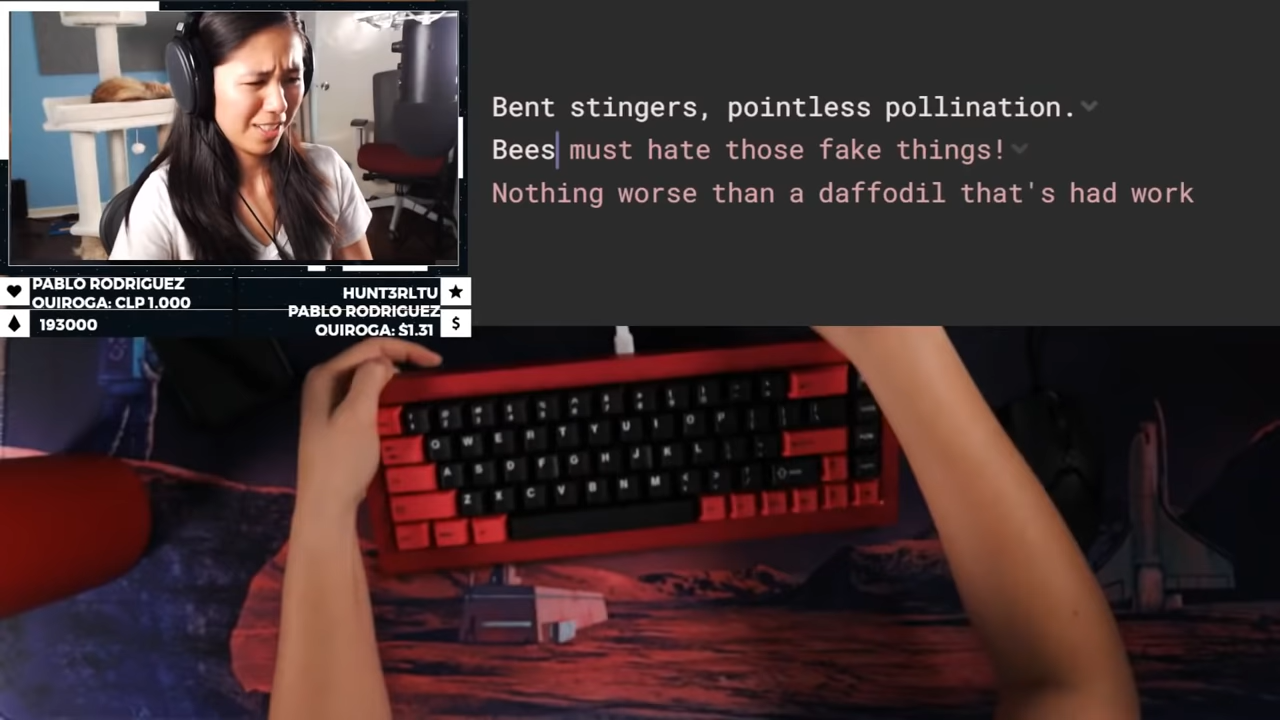 Bent stingers, pointless pollination.
Bees must hate those fake things!
Nothing worse than a daffodil that's had work
PABLO RODRIGUEZ
QUIROGA: CLP 1.000
193000
HUNT3RLTU
PABLO RODRIGUEZ
QUIROGA: $1.31
$
Q W E R T Y U I O P
A S D F G H J K L
Z X C V B N M